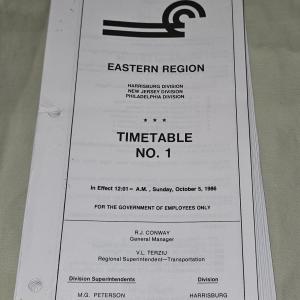 EASTERN REGION
HARRISBURG DIVISION
NEW JERSEY DIVISION
PHILADELPHIA DIVISION
* * *
TIMETABLE
NO. 1
In Effect 12:01 – A.M., Sunday, October 5, 1986
FOR THE GOVERNMENT OF EMPLOYEES ONLY
R.J. CONWAY
General Manager
V.L. TERZIU
Regional Superintendent—Transportation
Division Superintendents Division
M.G. PETERSON HARRISBURG